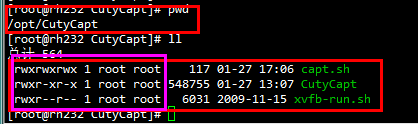 [root@rh232 CutyCapt]# pwd
/opt/CutyCapt
[root@rh232 CutyCapt]# ll
总计 564
rwxrwxrwx 1 root root    117 01-27 17:06 capt.sh
rwxr-xr-x 1 root root 548755 01-27 13:07 CutyCapt
rwxr--r-- 1 root root   6031 2009-11-15 xvfb-run.sh
[root@rh232 CutyCapt]#